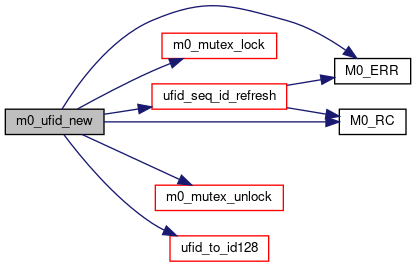 m0_mutex_lock
M0_ERR
ufid_seq_id_refresh
m0_ufid_new
M0_RC
m0_mutex_unlock
ufid_to_id128